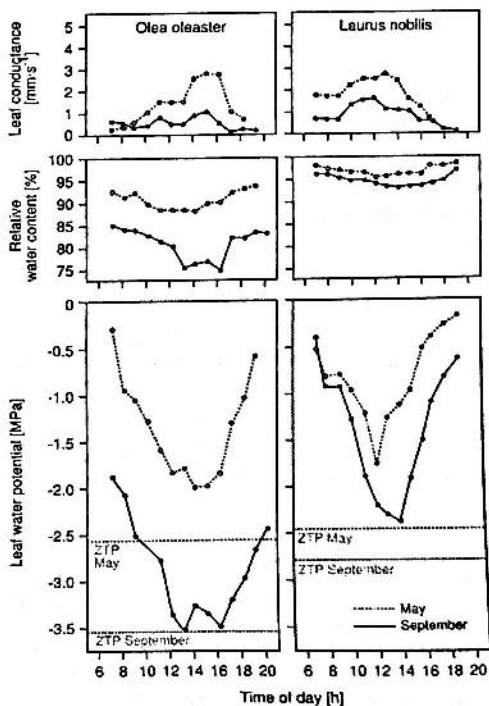 Olea oleaster
Laurus nobilis
Leaf conductance
[mm·s⁻¹]
5
4
3
2
1
0
Relative
water content [%]
100
95
90
85
80
75
Leaf water potential [MPa]
0
-0.5
-1.0
-1.5
-2.0
-2.5
-3.0
-3.5
ZTP
May
ZTP September
ZTP May
ZTP September
May
September
6 8 10 12 14 16 18 20
6 8 10 12 14 16 18 20
Time of day [h]